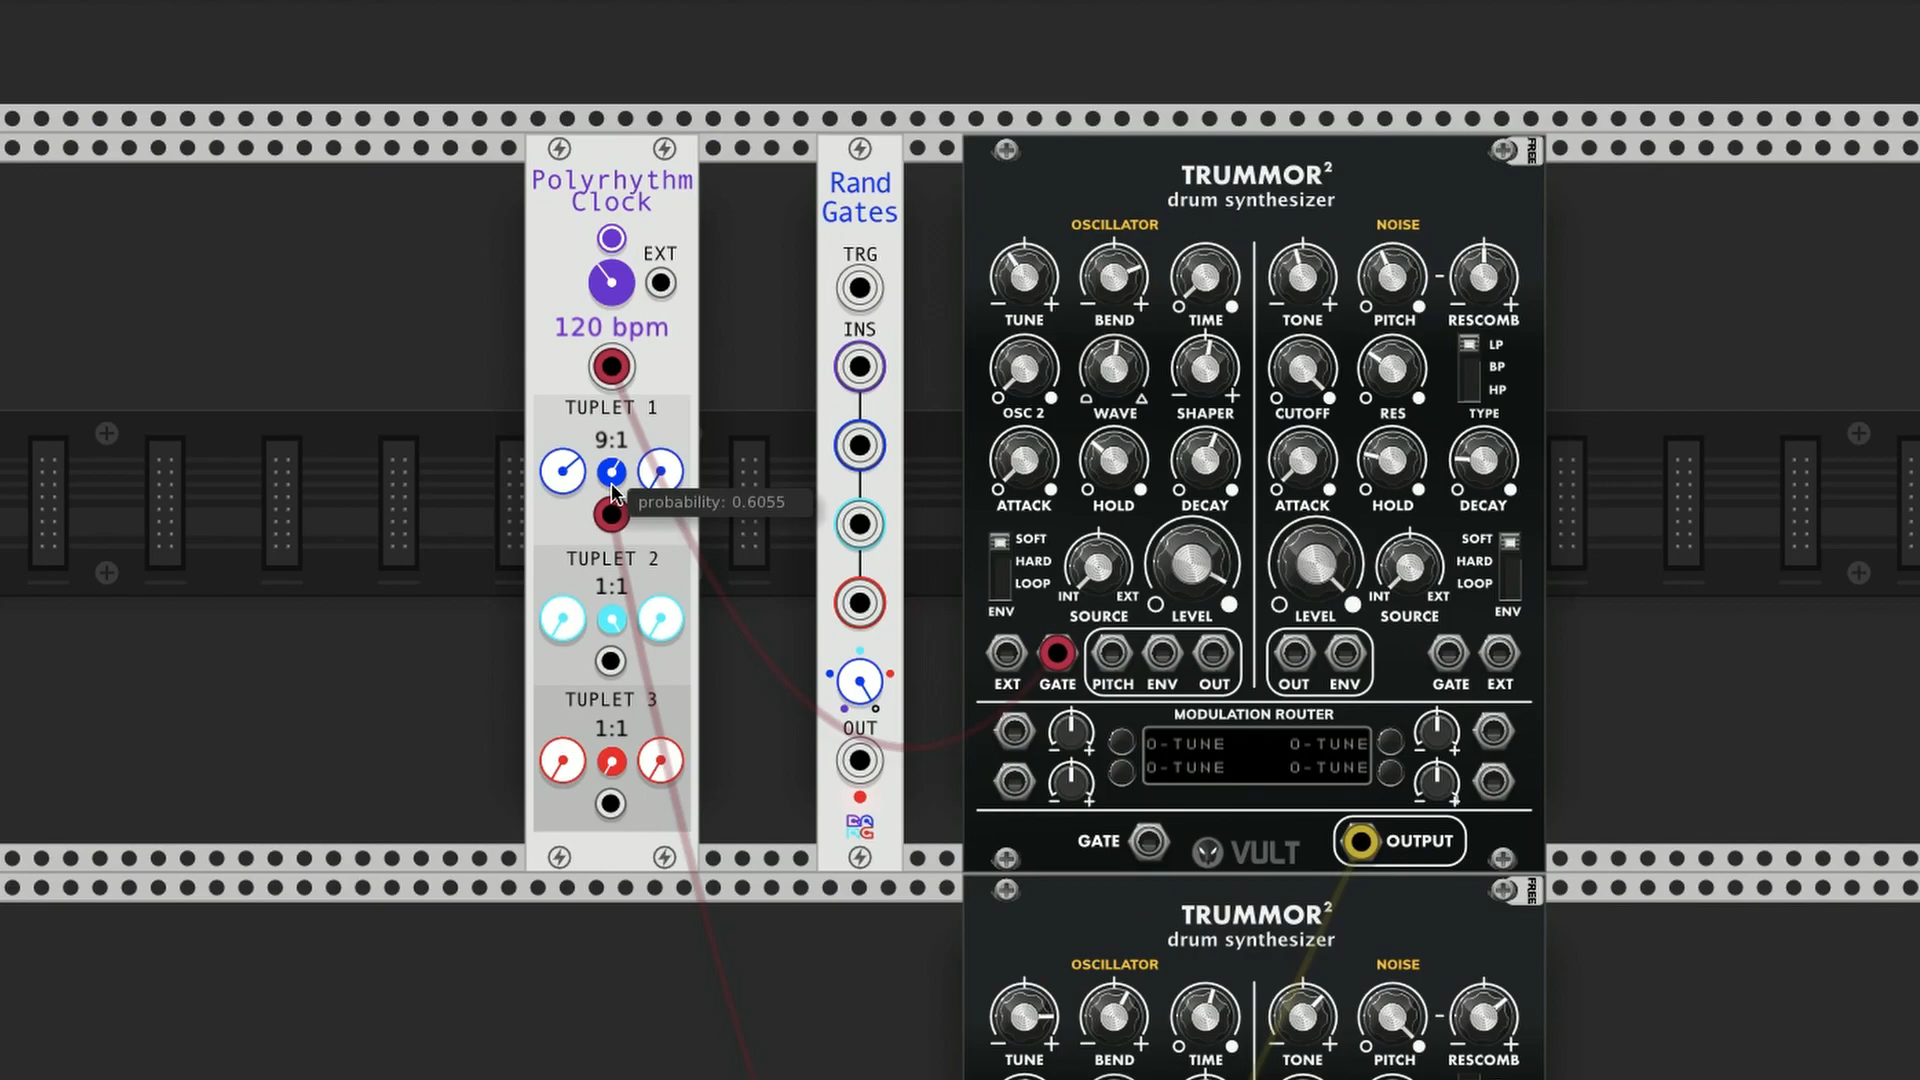 Polyrhythm
Clock
EXT
120 bpm
TUPLET 1
9:1
probability: 0.6055
TUPLET 2
1:1
TUPLET 3
1:1
Rand
Gates
TRG
INS
OUT
FREE
TRUMMOR²
drum synthesizer
OSCILLATOR
NOISE
TUNE BEND TIME TONE PITCH RESCOMB
LP
BP
HP
OSC 2 WAVE SHAPER CUTOFF RES TYPE
ATTACK HOLD DECAY ATTACK HOLD DECAY
SOFT
HARD
LOOP
ENV
INT EXT
SOURCE
LEVEL
LEVEL
INT EXT
SOURCE
SOFT
HARD
LOOP
ENV
EXT GATE PITCH ENV OUT OUT ENV GATE EXT
MODULATION ROUTER
O-TUNE O-TUNE
O-TUNE O-TUNE
GATE VULT OUTPUT
FREE
TRUMMOR²
drum synthesizer
OSCILLATOR
NOISE
TUNE BEND TIME TONE PITCH RESCOMB